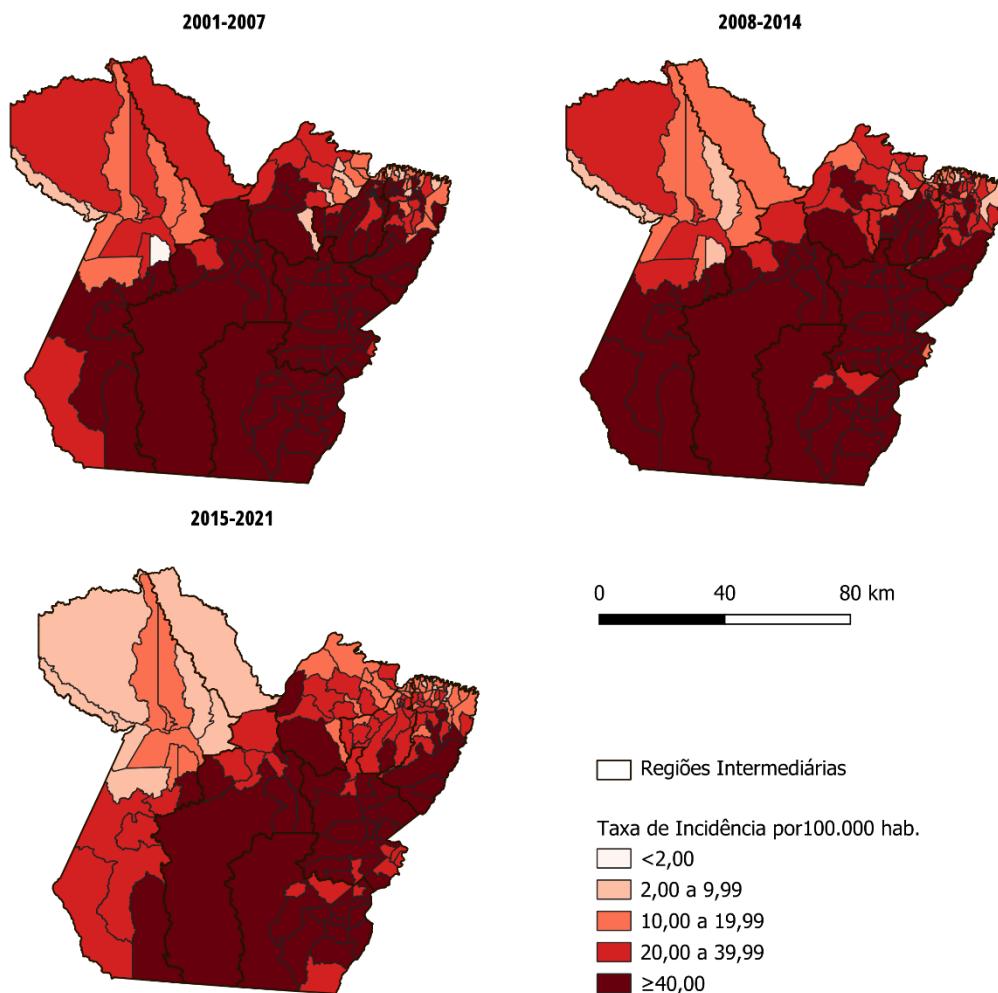 2001-2007
2008-2014
2015-2021
0 40 80 km
Regiões Intermediárias
Taxa de Incidência por100.000 hab.
<2,00
2,00 a 9,99
10,00 a 19,99
20,00 a 39,99
≥40,00